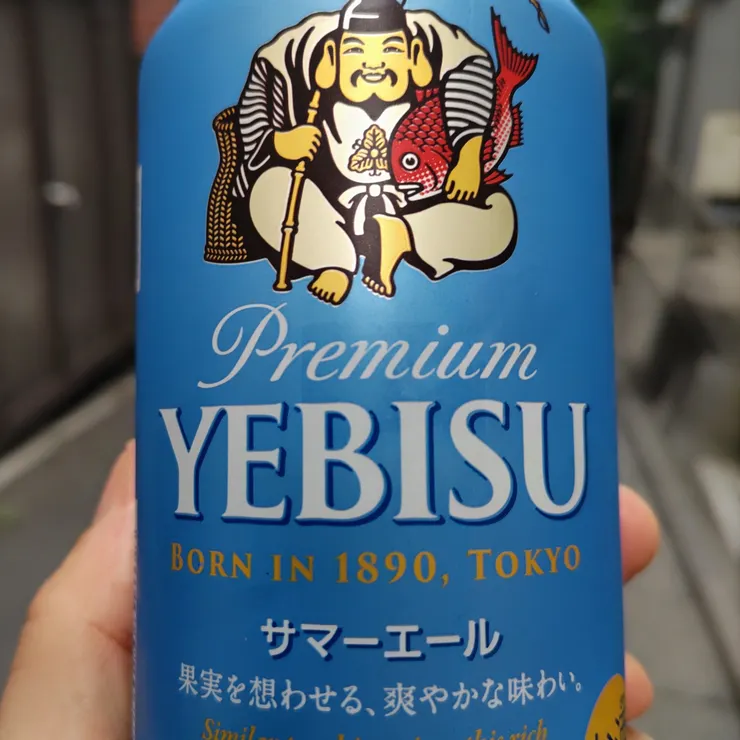 Premium
YEBISU
BORN IN 1890, TOKYO
サマーエール
果実を想わせる、爽やかな味わい。